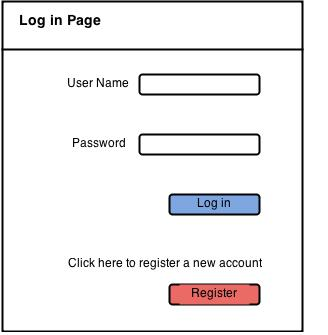 Log in Page
User Name
Password
Log in
Click here to register a new account
Register